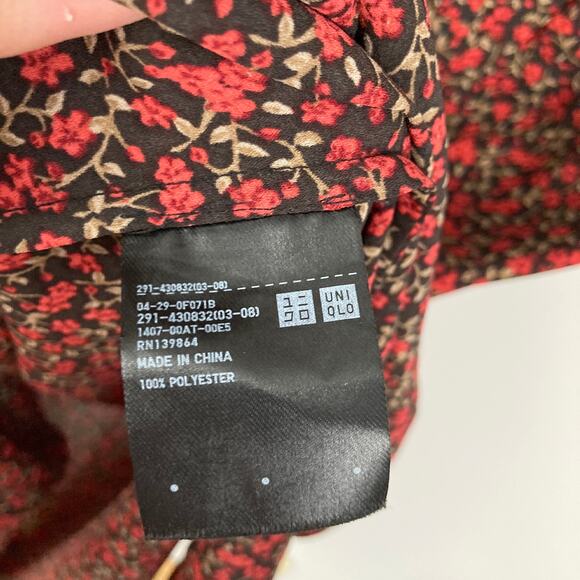 291-430832(03-08)
04-29-0F071B
291-430832(03-08)
1407-00AT-00E5
RN139864
MADE IN CHINA
100% POLYESTER
ユニ
クロ
UNI
QLO